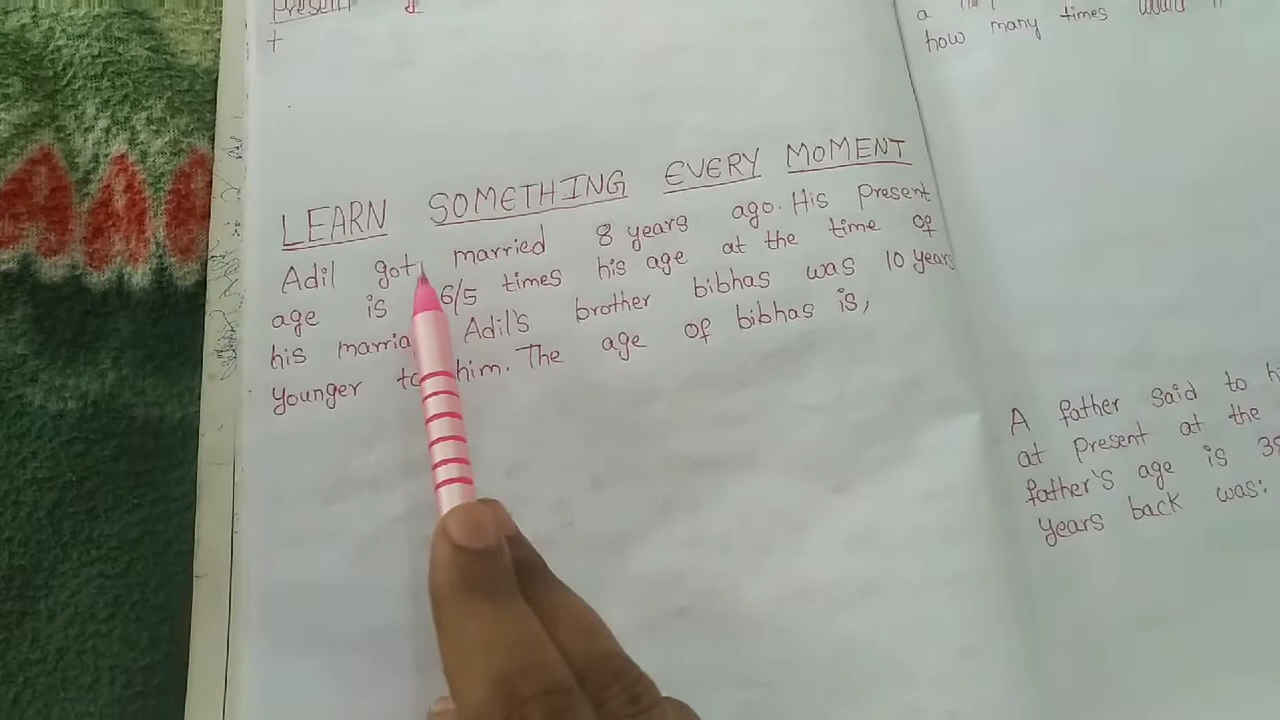 Present
+
LEARN SOMETHING EVERY MOMENT
Adil got married 8 years ago. His present
age is 6/5 times his age at the time of
his Adil's brother bibhas was 10 years
younger to him. The age of bibhas is,
a
how many times
A father said to
at present at the
father's age is
years back was: